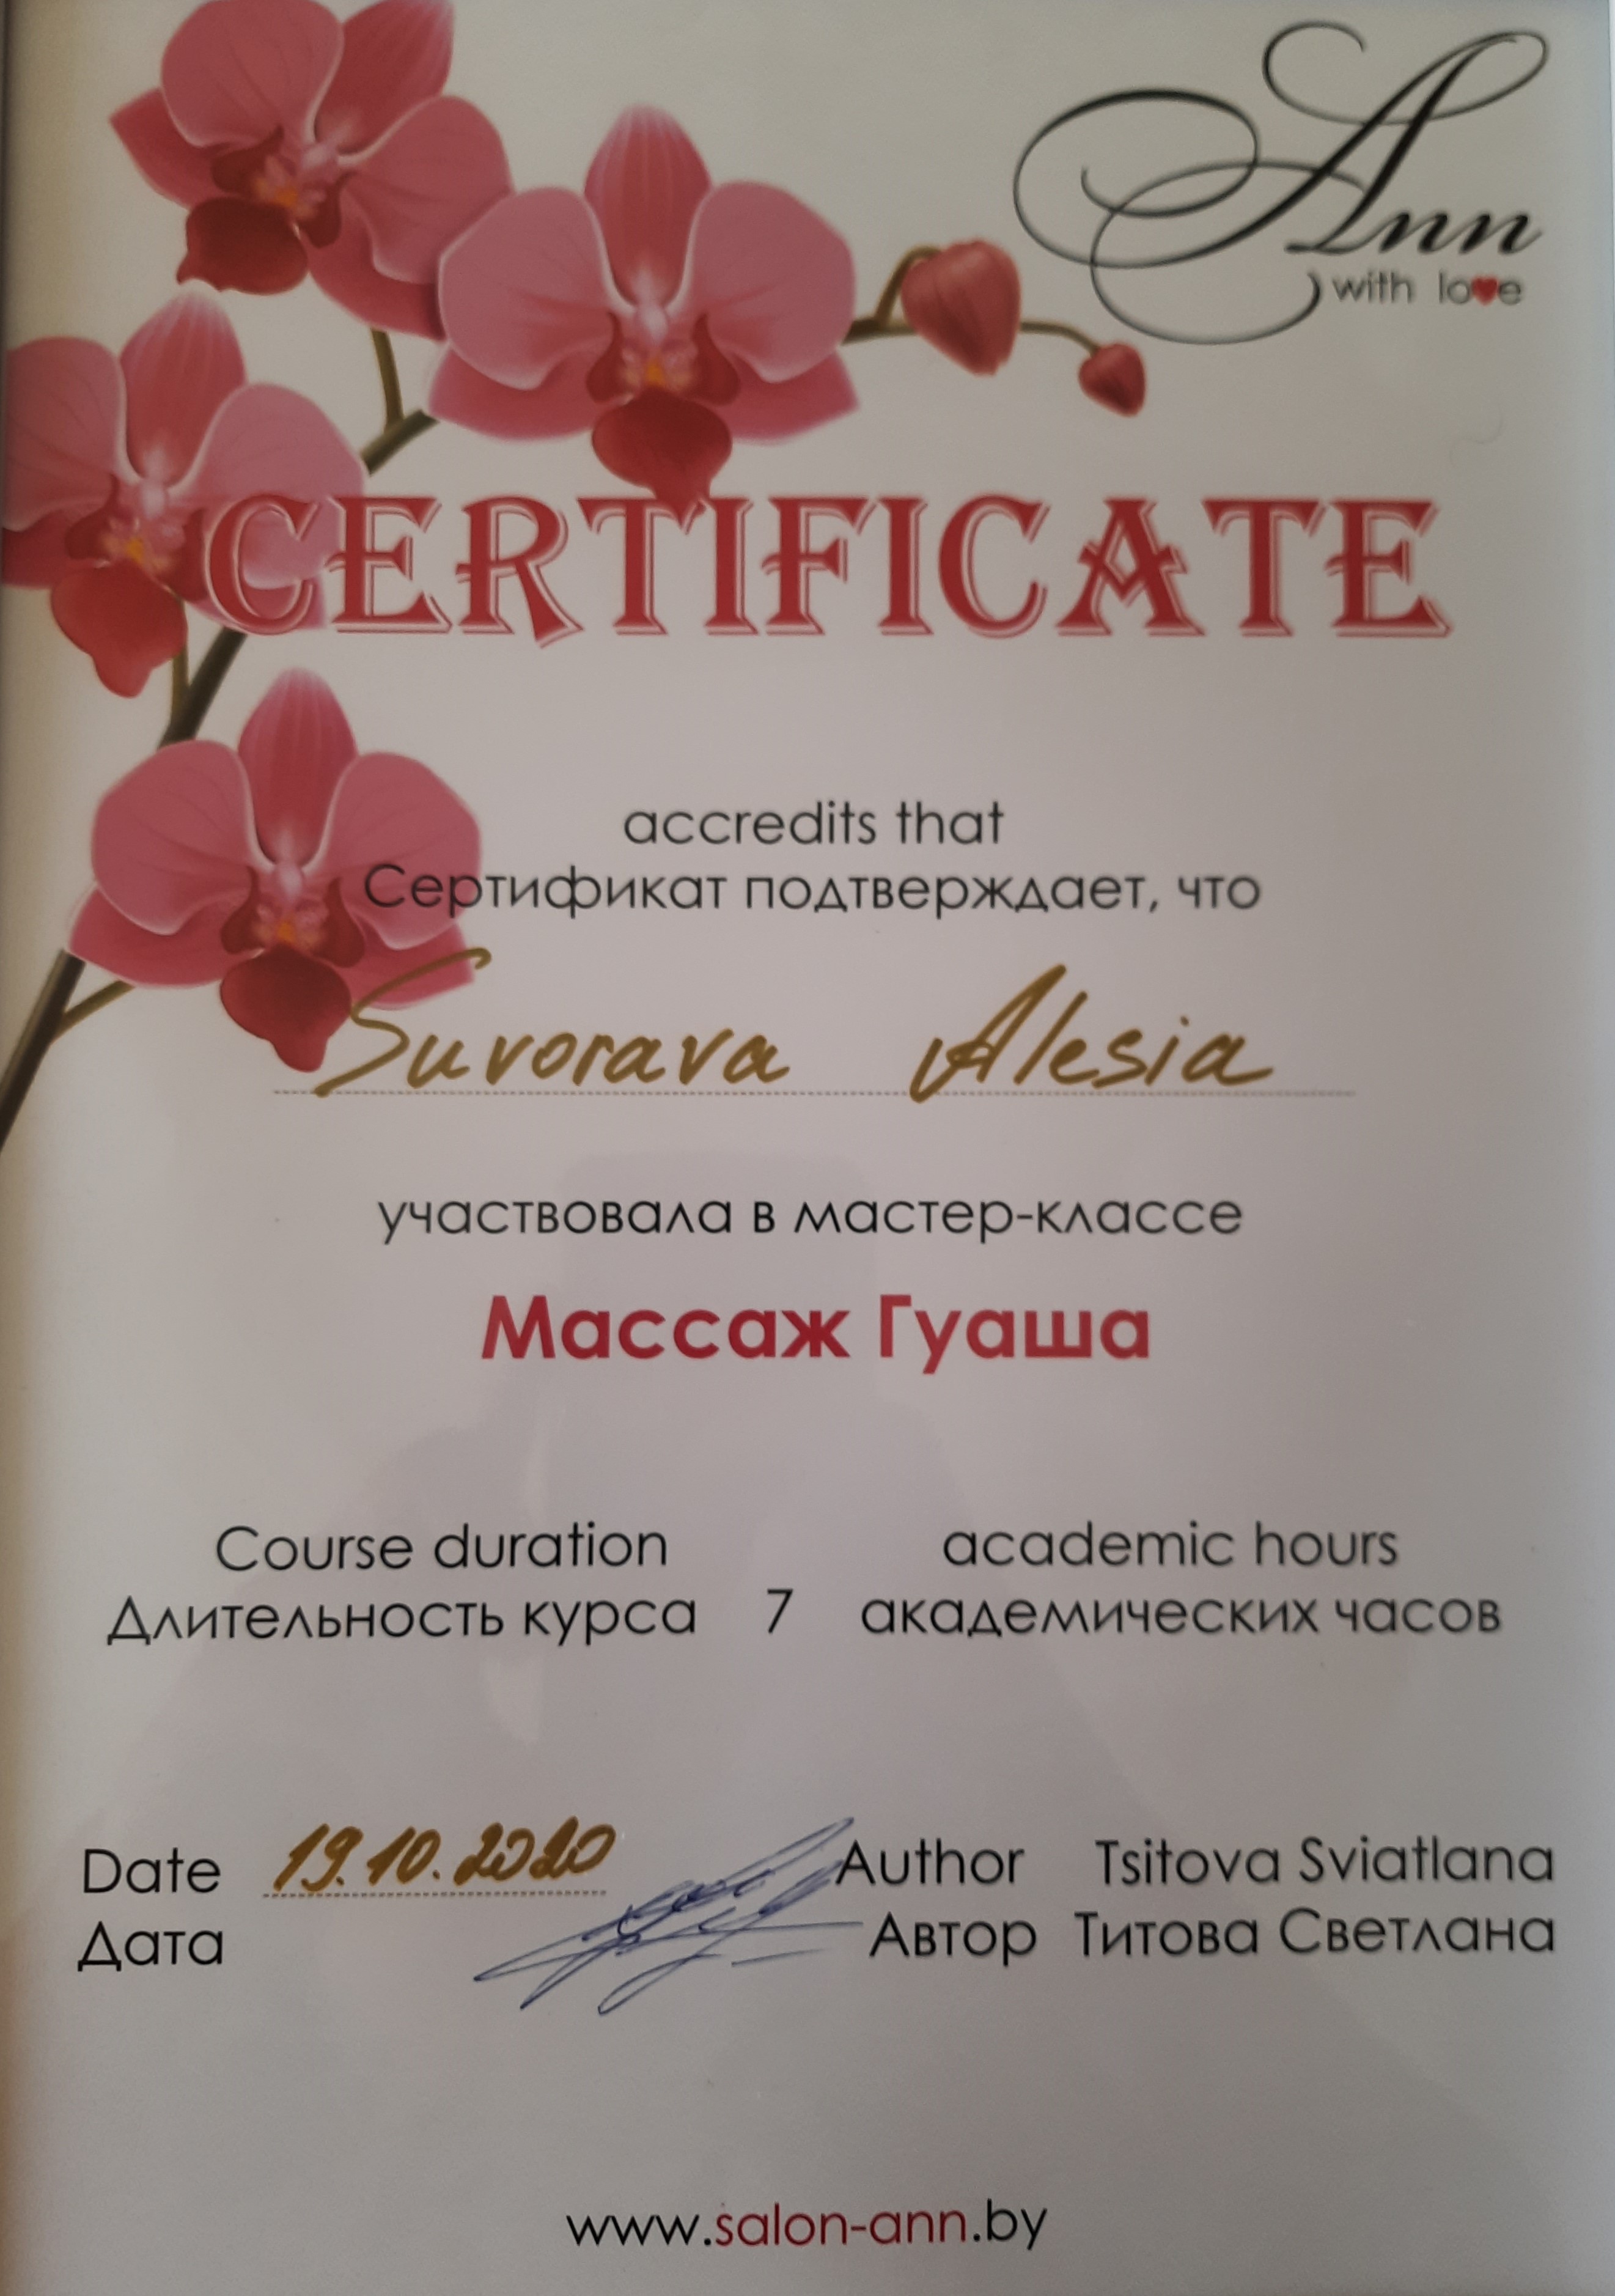 Ann
with love
CERTIFICATE
accredits that
Сертификат подтверждает, что
Suvorava Alesia
участвовала в мастер-классе
Массаж Гуаша
Course duration academic hours
Длительность курса 7 академических часов
Date 19.10.2020 Author Tsitova Sviatlana
Дата Автор Титова Светлана
www.salon-ann.by